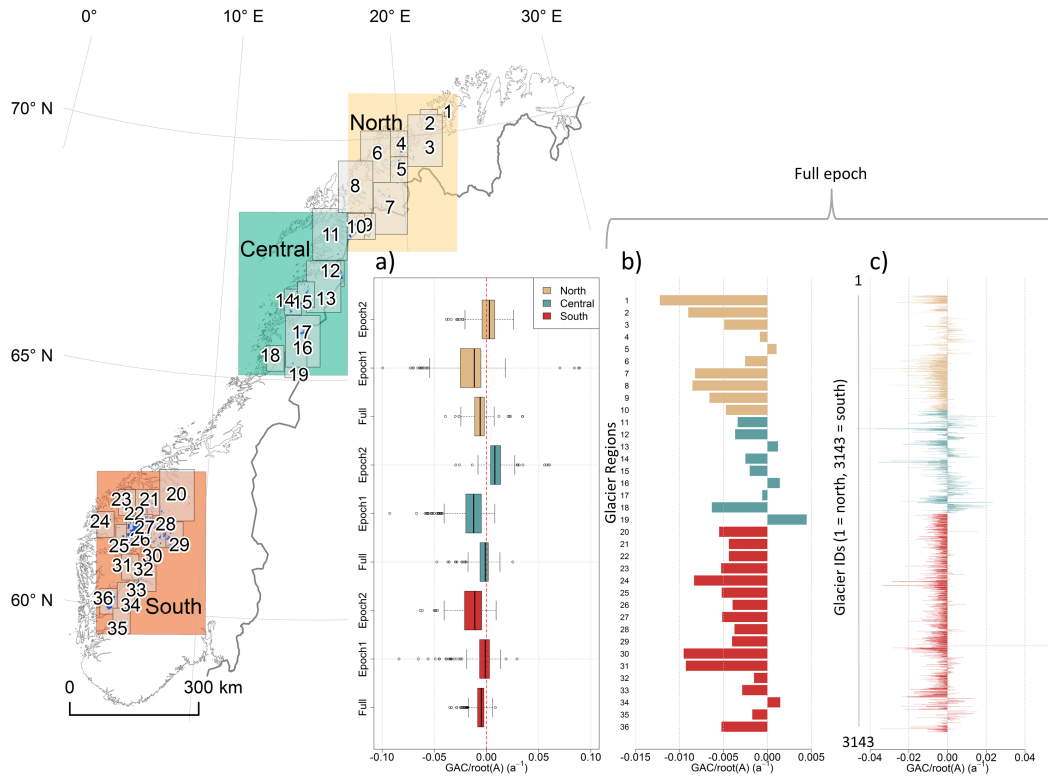 0° 10° E 20° E 30° E
70° N
65° N
60° N
North
1
2
3
4
5
6
7
8
9
10
Central
11
12
13
14
15
16
17
18
19
South
20
21
22
23
24
25
26
27
28
29
30
31
32
33
34
35
36
0 300 km
Full epoch
a)
North
Central
South
Epoch2
Epoch1
Full
Epoch2
Epoch1
Full
Epoch2
Epoch1
Full
-0.10 -0.05 0.00 0.05 0.10
GAC/root(A) (a⁻¹)
b)
Glacier Regions
1
2
3
4
5
6
7
8
9
10
11
12
13
14
15
16
17
18
19
20
21
22
23
24
25
26
27
28
29
30
31
32
33
34
35
36
-0.015 -0.010 -0.005 0.000 0.005
GAC/root(A) (a⁻¹)
c)
1
Glacier IDs (1 = north, 3143 = south)
3143
-0.04 -0.02 0.00 0.02 0.04
GAC/root(A) (a⁻¹)